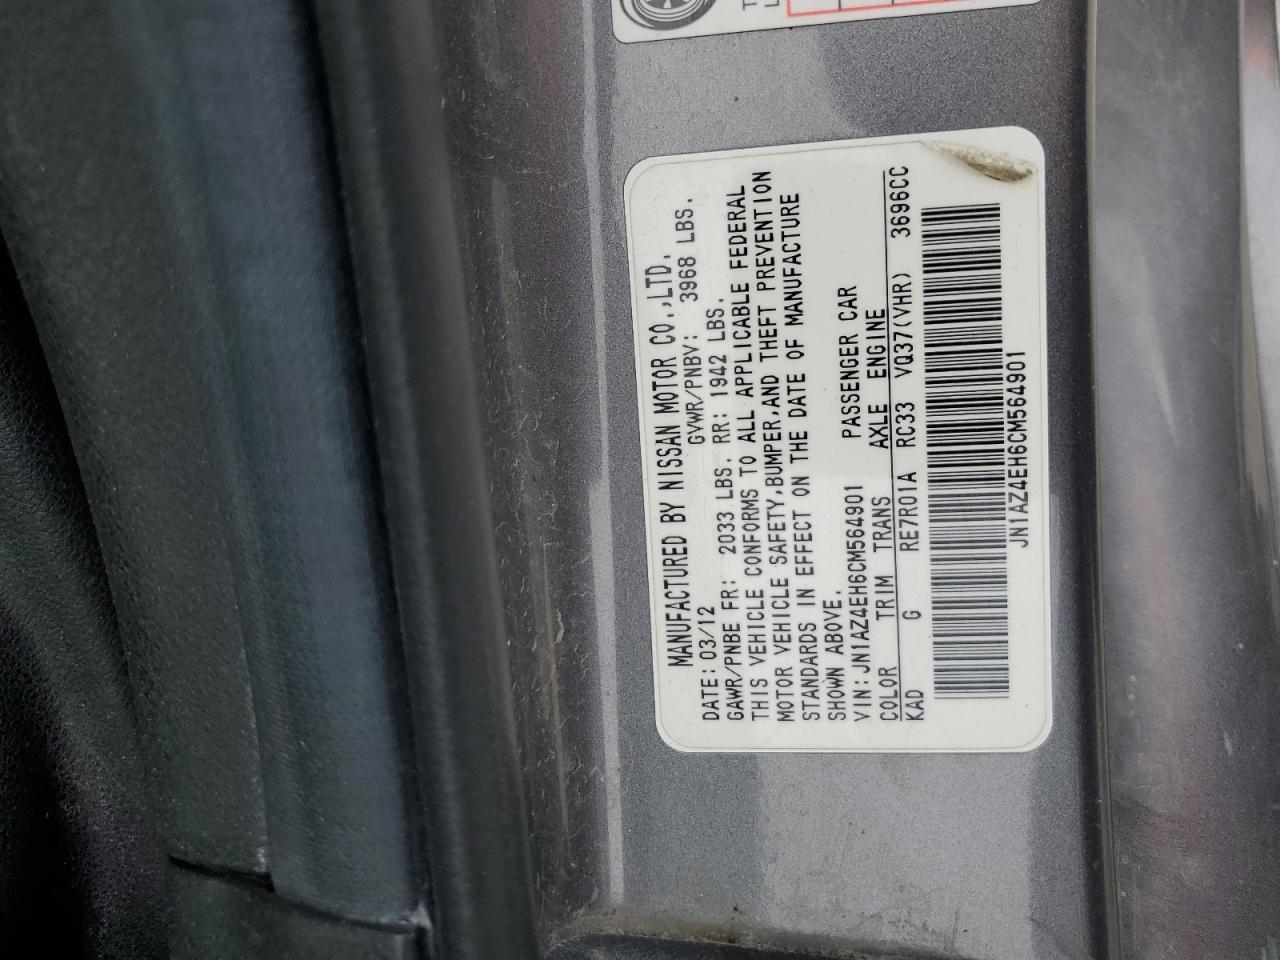 MANUFACTURED BY NISSAN MOTOR CO.,LTD.
DATE: 03/12 GVWR/PNBV: 3968 LBS.
GAWR/PNBE FR: 2033 LBS. RR: 1942 LBS.
THIS VEHICLE CONFORMS TO ALL APPLICABLE FEDERAL
MOTOR VEHICLE SAFETY,BUMPER,AND THEFT PREVENTION
STANDARDS IN EFFECT ON THE DATE OF MANUFACTURE
SHOWN ABOVE.
VIN: JN1AZ4EH6CM564901 PASSENGER CAR
COLOR TRIM TRANS AXLE ENGINE
KAD G RE7R01A RC33 VQ37(VHR) 3696CC
JN1AZ4EH6CM564901